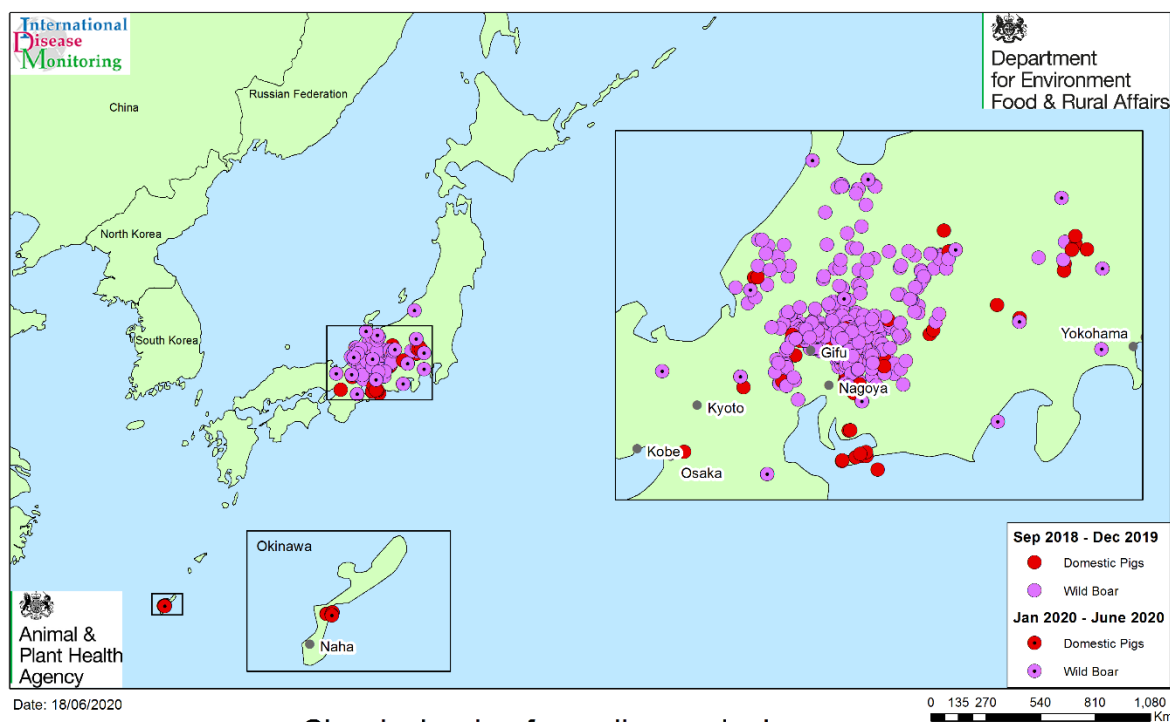 International
Disease
Monitoring
Department
for Environment
Food & Rural Affairs
China
Russian Federation
North Korea
South Korea
Gifu
Nagoya
Yokohama
Kyoto
Kobe
Osaka
Okinawa
Naha
Sep 2018 - Dec 2019
Domestic Pigs
Wild Boar
Jan 2020 - June 2020
Domestic Pigs
Wild Boar
Animal &
Plant Health
Agency
Date: 18/06/2020
0 135 270 540 810 1,080